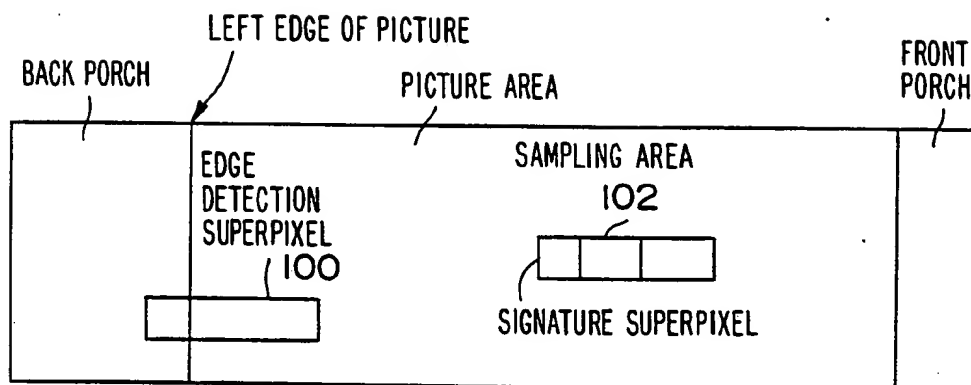 LEFT EDGE OF PICTURE
BACK PORCH
PICTURE AREA
FRONT
PORCH
EDGE
DETECTION
SUPERPIXEL
100
SAMPLING AREA
102
SIGNATURE SUPERPIXEL